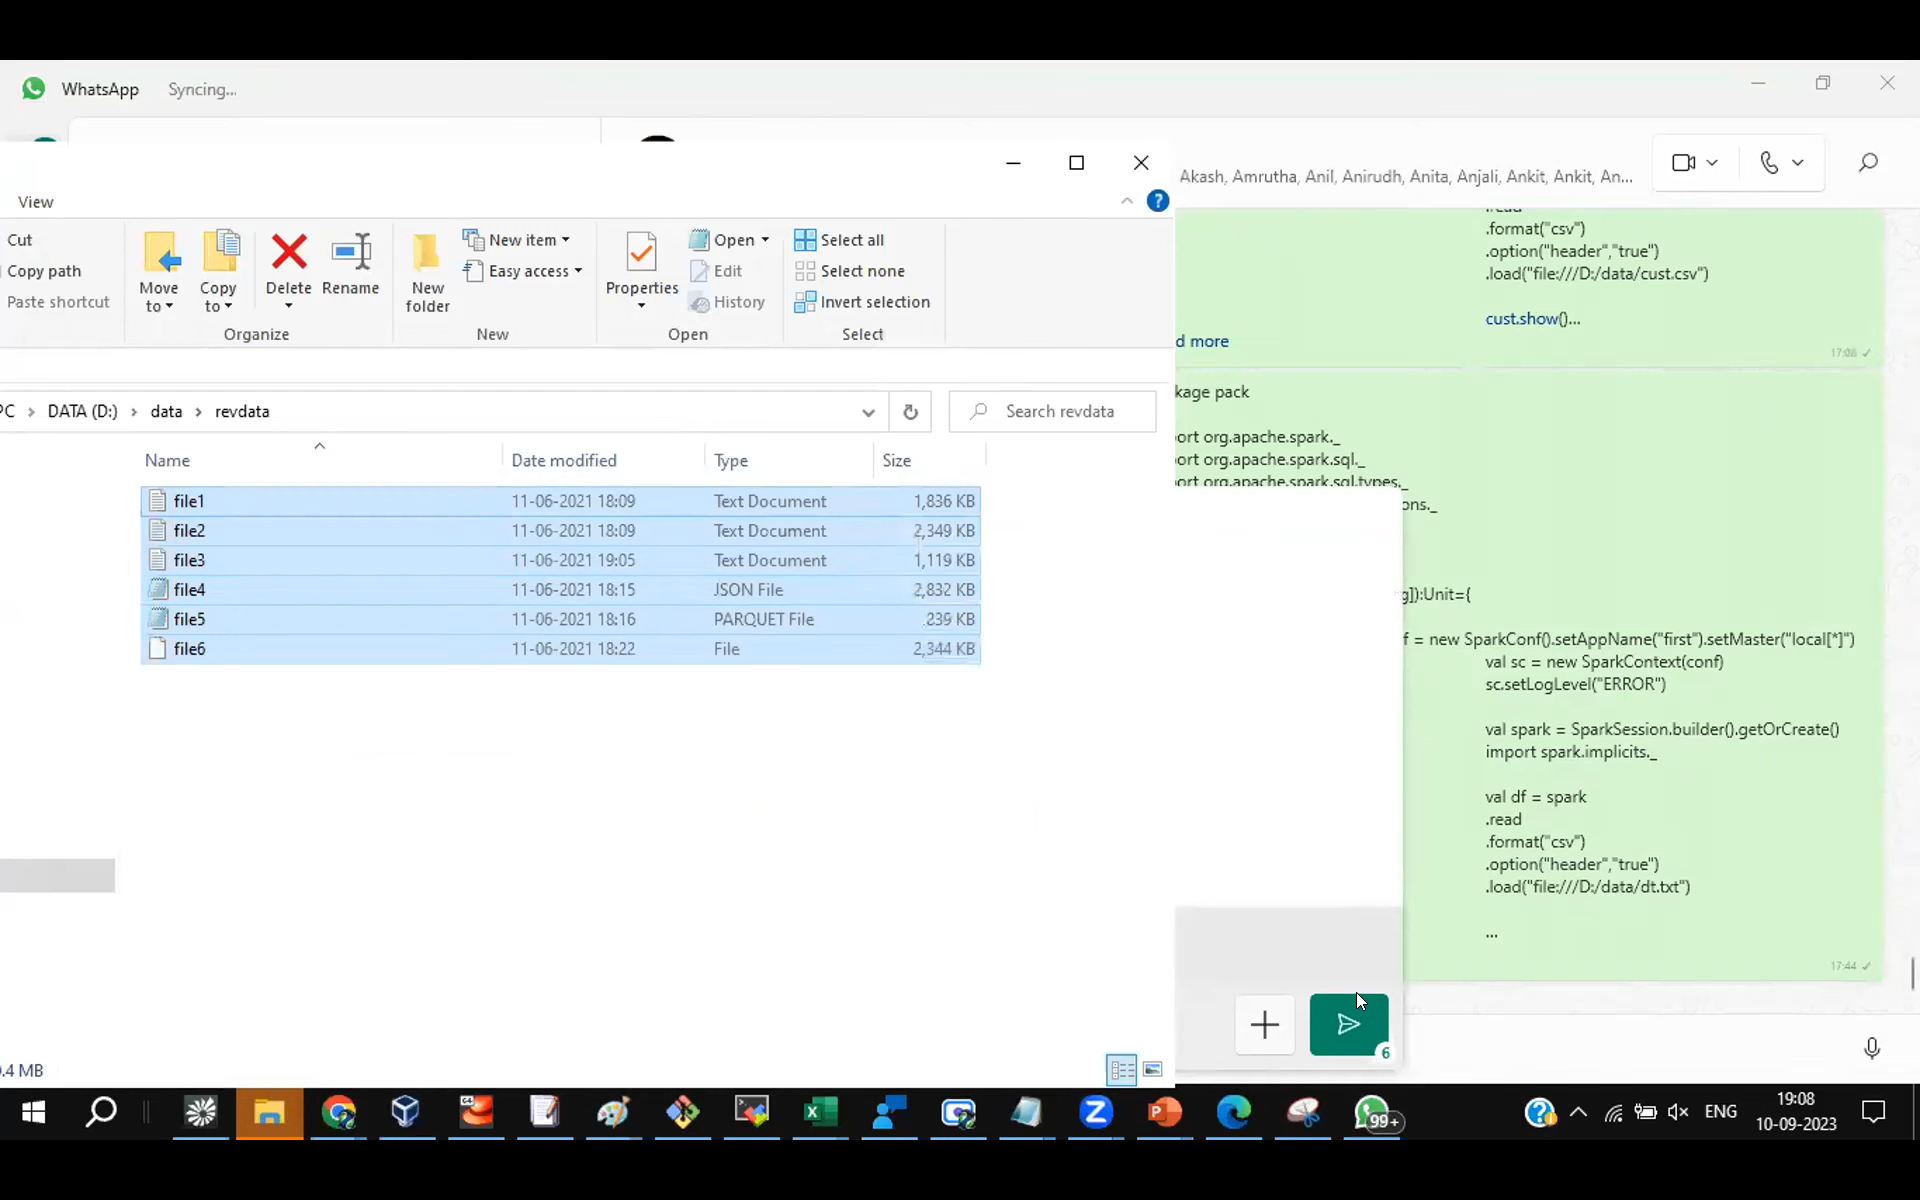 WhatsApp Syncing...
Akash, Amrutha, Anil, Anirudh, Anita, Anjali, Ankit, Ankit, An...
View
Cut
Copy path
Paste shortcut
Move to
Copy to
Delete
Rename
Organize
New folder
New item
Easy access
New
Properties
Open
Edit
History
Open
Select all
Select none
Invert selection
Select
PC > DATA (D:) > data > revdata
Search revdata
Name Date modified Type Size
file1 11-06-2021 18:09 Text Document 1,836 KB
file2 11-06-2021 18:09 Text Document 2,349 KB
file3 11-06-2021 19:05 Text Document 1,119 KB
file4 11-06-2021 18:15 JSON File 2,832 KB
file5 11-06-2021 18:16 PARQUET File 239 KB
file6 11-06-2021 18:22 File 2,344 KB
.4 MB
.read
.format("csv")
.option("header","true")
.load("file:///D:/data/cust.csv")
cust.show()...
d more
17:08
kage pack
ort org.apache.spark._
ort org.apache.spark.sql._
ort org.apache.spark.sql.types._
ons._
g]):Unit={
f = new SparkConf().setAppName("first").setMaster("local[*]")
val sc = new SparkContext(conf)
sc.setLogLevel("ERROR")
val spark = SparkSession.builder().getOrCreate()
import spark.implicits._
val df = spark
.read
.format("csv")
.option("header","true")
.load("file:///D:/data/dt.txt")
...
17:44
6
99+
ENG
19:08
10-09-2023